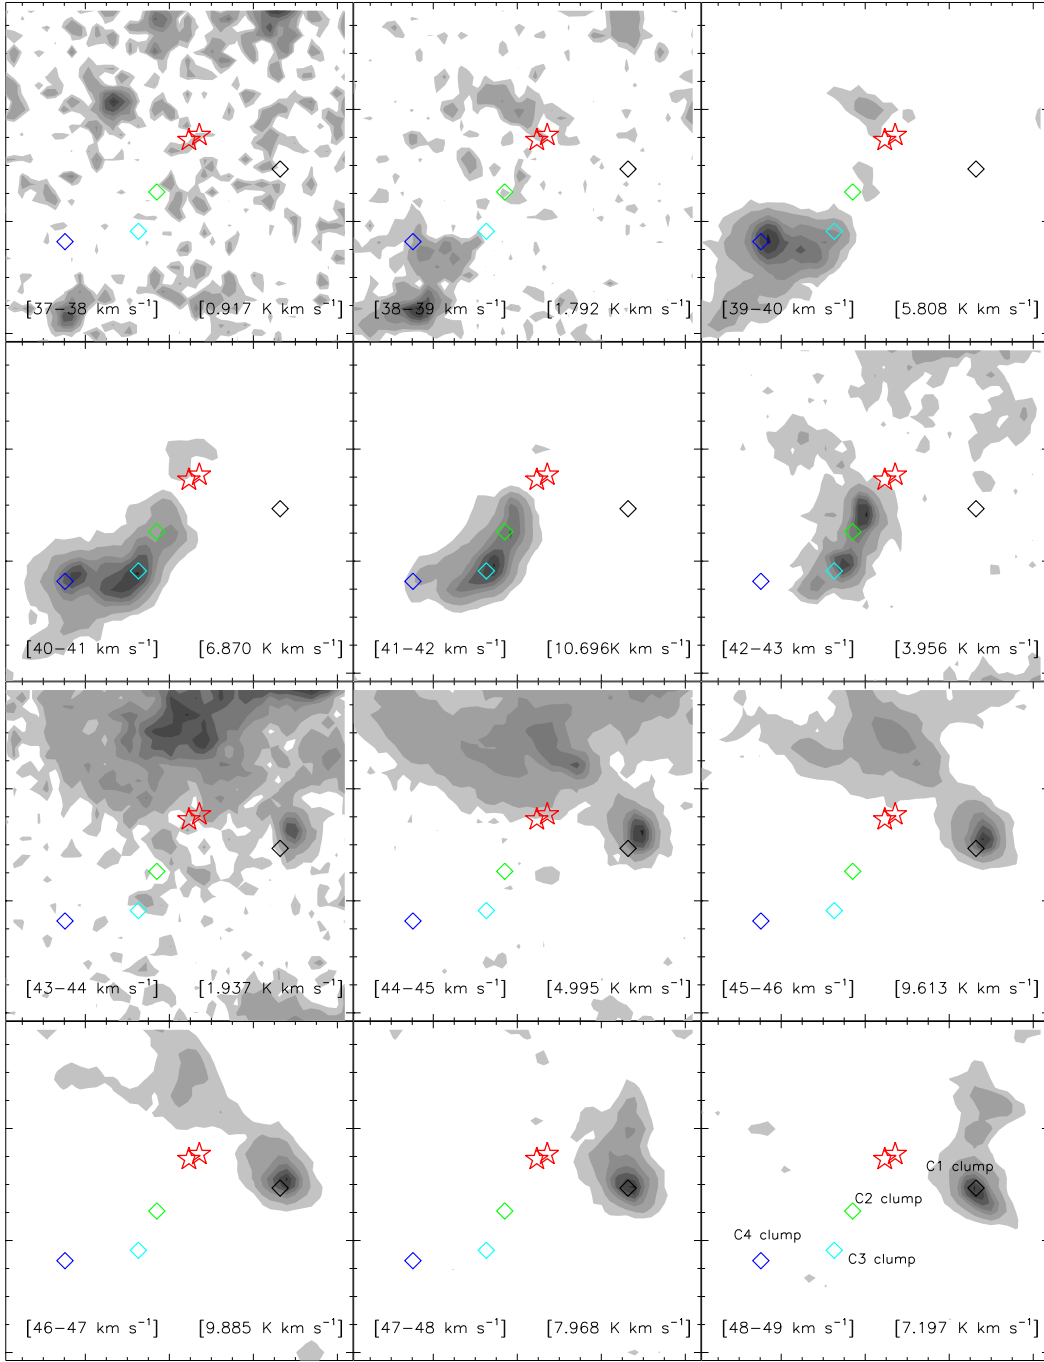 [37−38 km s⁻¹] [0.917 K km s⁻¹]
[38−39 km s⁻¹] [1.792 K km s⁻¹]
[39−40 km s⁻¹] [5.808 K km s⁻¹]
[40−41 km s⁻¹] [6.870 K km s⁻¹]
[41−42 km s⁻¹] [10.696K km s⁻¹]
[42−43 km s⁻¹] [3.956 K km s⁻¹]
[43−44 km s⁻¹] [1.937 K km s⁻¹]
[44−45 km s⁻¹] [4.995 K km s⁻¹]
[45−46 km s⁻¹] [9.613 K km s⁻¹]
[46−47 km s⁻¹] [9.885 K km s⁻¹]
[47−48 km s⁻¹] [7.968 K km s⁻¹]
C1 clump
C2 clump
C4 clump
C3 clump
[48−49 km s⁻¹] [7.197 K km s⁻¹]